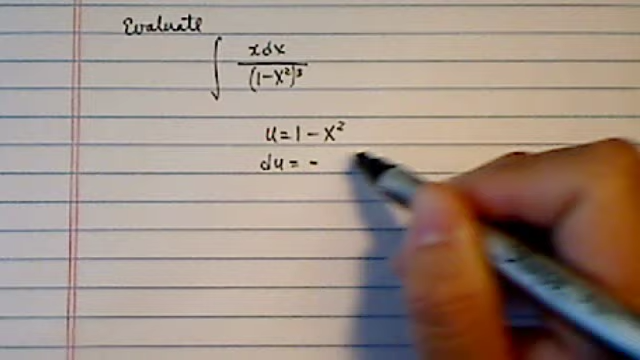 Evaluate
∫ xdx / (1-x²)³
u = 1 - x²
du = -